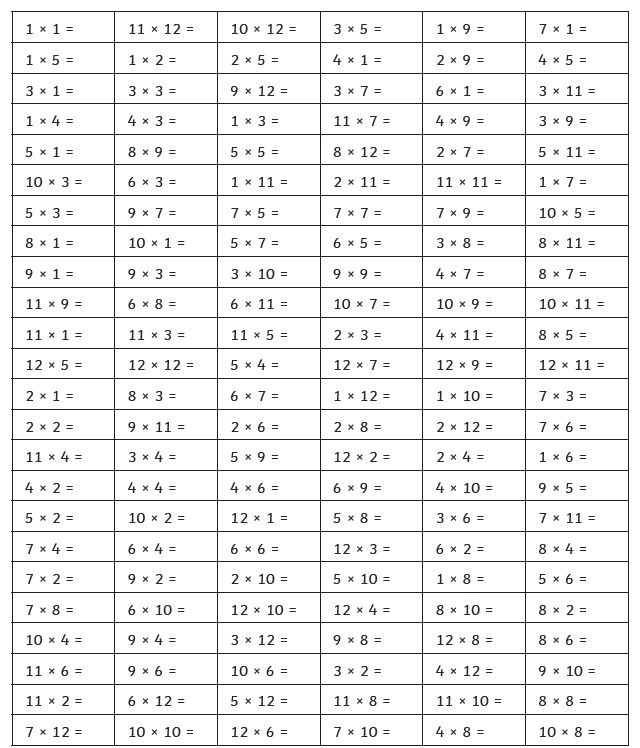 1 × 1 = 11 × 12 = 10 × 12 = 3 × 5 = 1 × 9 = 7 × 1 =
1 × 5 = 1 × 2 = 2 × 5 = 4 × 1 = 2 × 9 = 4 × 5 =
3 × 1 = 3 × 3 = 9 × 12 = 3 × 7 = 6 × 1 = 3 × 11 =
1 × 4 = 4 × 3 = 1 × 3 = 11 × 7 = 4 × 9 = 3 × 9 =
5 × 1 = 8 × 9 = 5 × 5 = 8 × 12 = 2 × 7 = 5 × 11 =
10 × 3 = 6 × 3 = 1 × 11 = 2 × 11 = 11 × 11 = 1 × 7 =
5 × 3 = 9 × 7 = 7 × 5 = 7 × 7 = 7 × 9 = 10 × 5 =
8 × 1 = 10 × 1 = 5 × 7 = 6 × 5 = 3 × 8 = 8 × 11 =
9 × 1 = 9 × 3 = 3 × 10 = 9 × 9 = 4 × 7 = 8 × 7 =
11 × 9 = 6 × 8 = 6 × 11 = 10 × 7 = 10 × 9 = 10 × 11 =
11 × 1 = 11 × 3 = 11 × 5 = 2 × 3 = 4 × 11 = 8 × 5 =
12 × 5 = 12 × 12 = 5 × 4 = 12 × 7 = 12 × 9 = 12 × 11 =
2 × 1 = 8 × 3 = 6 × 7 = 1 × 12 = 1 × 10 = 7 × 3 =
2 × 2 = 9 × 11 = 2 × 6 = 2 × 8 = 2 × 12 = 7 × 6 =
11 × 4 = 3 × 4 = 5 × 9 = 12 × 2 = 2 × 4 = 1 × 6 =
4 × 2 = 4 × 4 = 4 × 6 = 6 × 9 = 4 × 10 = 9 × 5 =
5 × 2 = 10 × 2 = 12 × 1 = 5 × 8 = 3 × 6 = 7 × 11 =
7 × 4 = 6 × 4 = 6 × 6 = 12 × 3 = 6 × 2 = 8 × 4 =
7 × 2 = 9 × 2 = 2 × 10 = 5 × 10 = 1 × 8 = 5 × 6 =
7 × 8 = 6 × 10 = 12 × 10 = 12 × 4 = 8 × 10 = 8 × 2 =
10 × 4 = 9 × 4 = 3 × 12 = 9 × 8 = 12 × 8 = 8 × 6 =
11 × 6 = 9 × 6 = 10 × 6 = 3 × 2 = 4 × 12 = 9 × 10 =
11 × 2 = 6 × 12 = 5 × 12 = 11 × 8 = 11 × 10 = 8 × 8 =
7 × 12 = 10 × 10 = 12 × 6 = 7 × 10 = 4 × 8 = 10 × 8 =